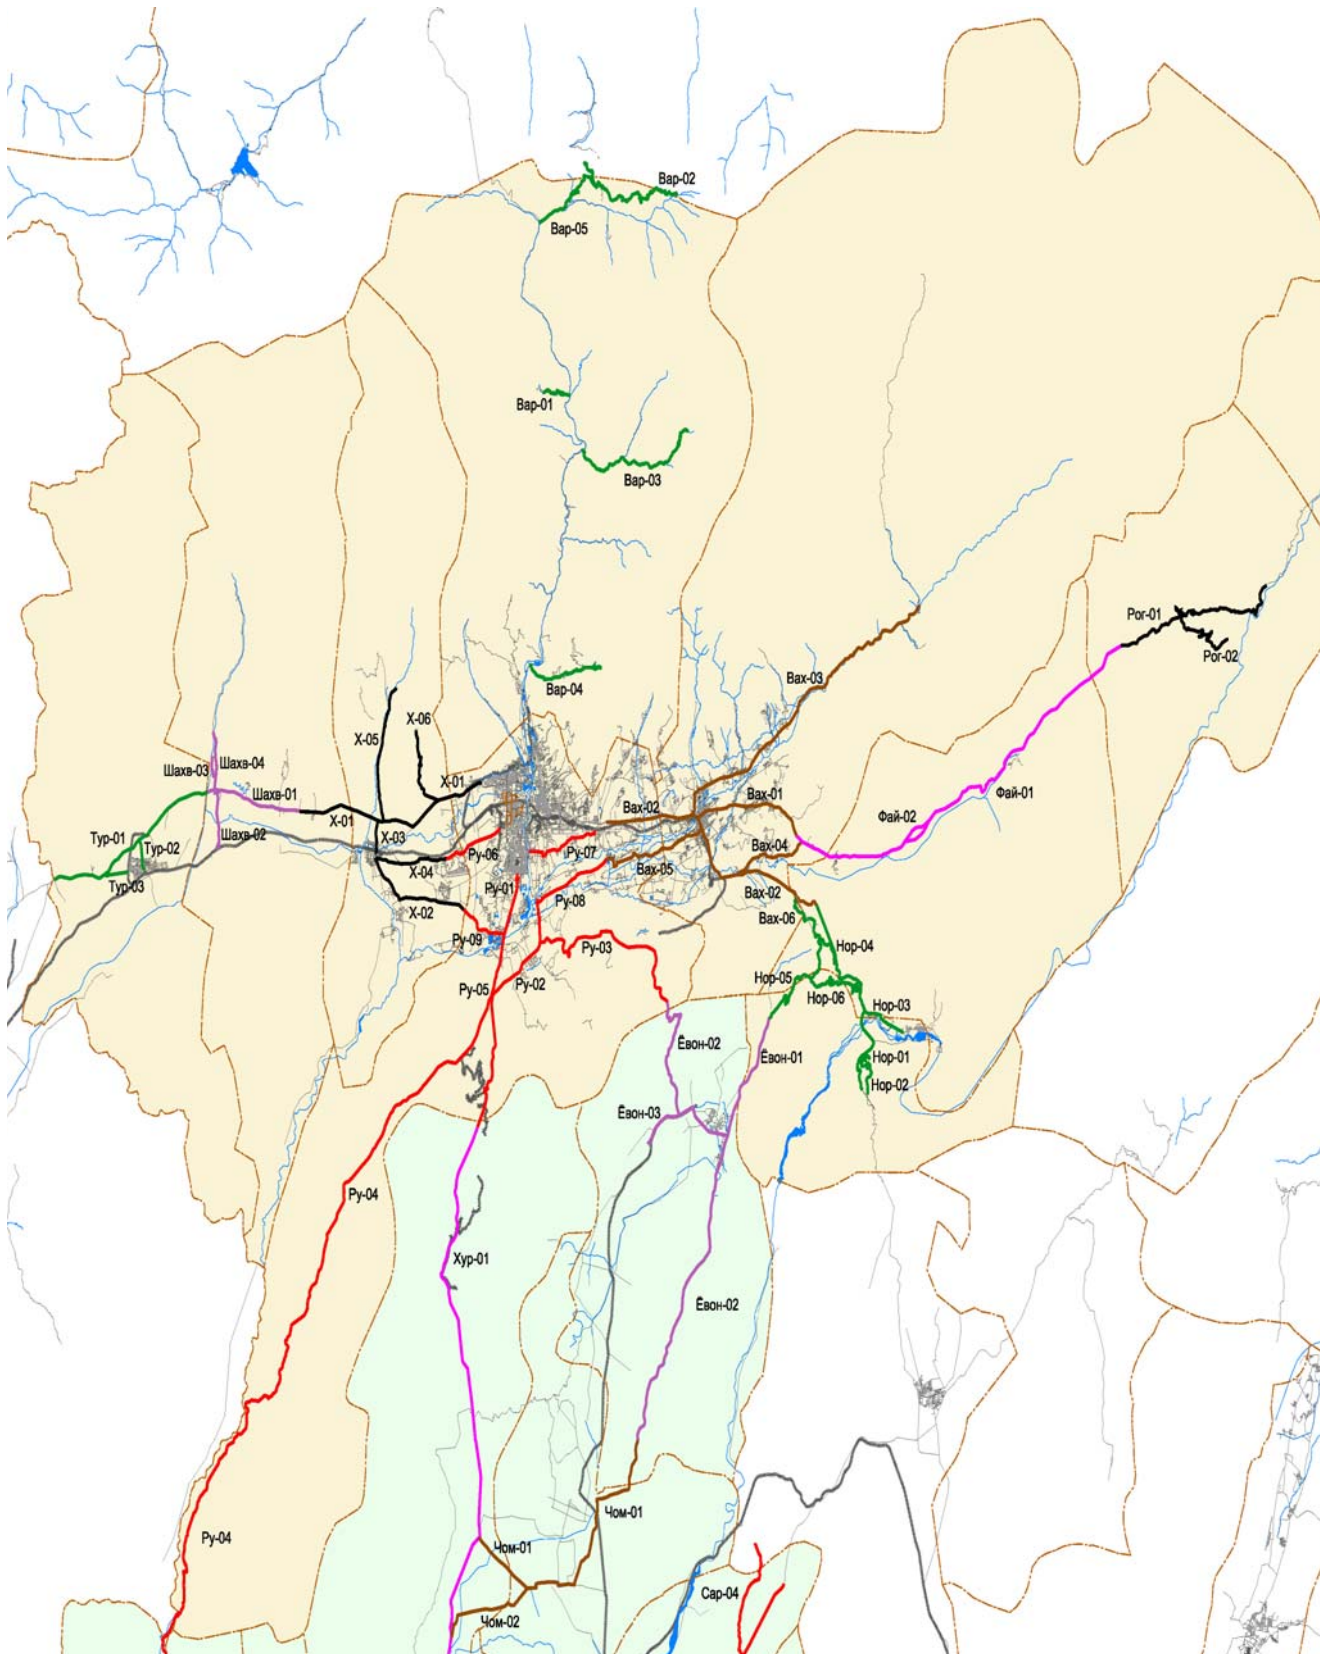 Вар-02
Вар-05
Вар-01
Вар-03
Рог-01
Рог-02
Вар-04
Вах-03
Х-06
Х-05
Шахв-04
Шахв-03
Х-01
Шахв-01
Вах-01
Фай-01
Вах-02
Фай-02
Х-01
Тур-01
Шахв-02
Х-03
Тур-02
Вах-04
Ру-06
Ру-07
Х-04
Вах-05
Тур-03
Ру-01
Вах-02
Ру-08
Х-02
Вах-06
Ру-09
Ру-03
Нор-04
Ру-02
Нор-05
Ру-05
Нор-06
Нор-03
Ёвон-02
Ёвон-01
Нор-01
Нор-02
Ёвон-03
Ру-04
Хур-01
Ёвон-02
Чом-01
Ру-04
Чом-01
Сар-04
Чом-02